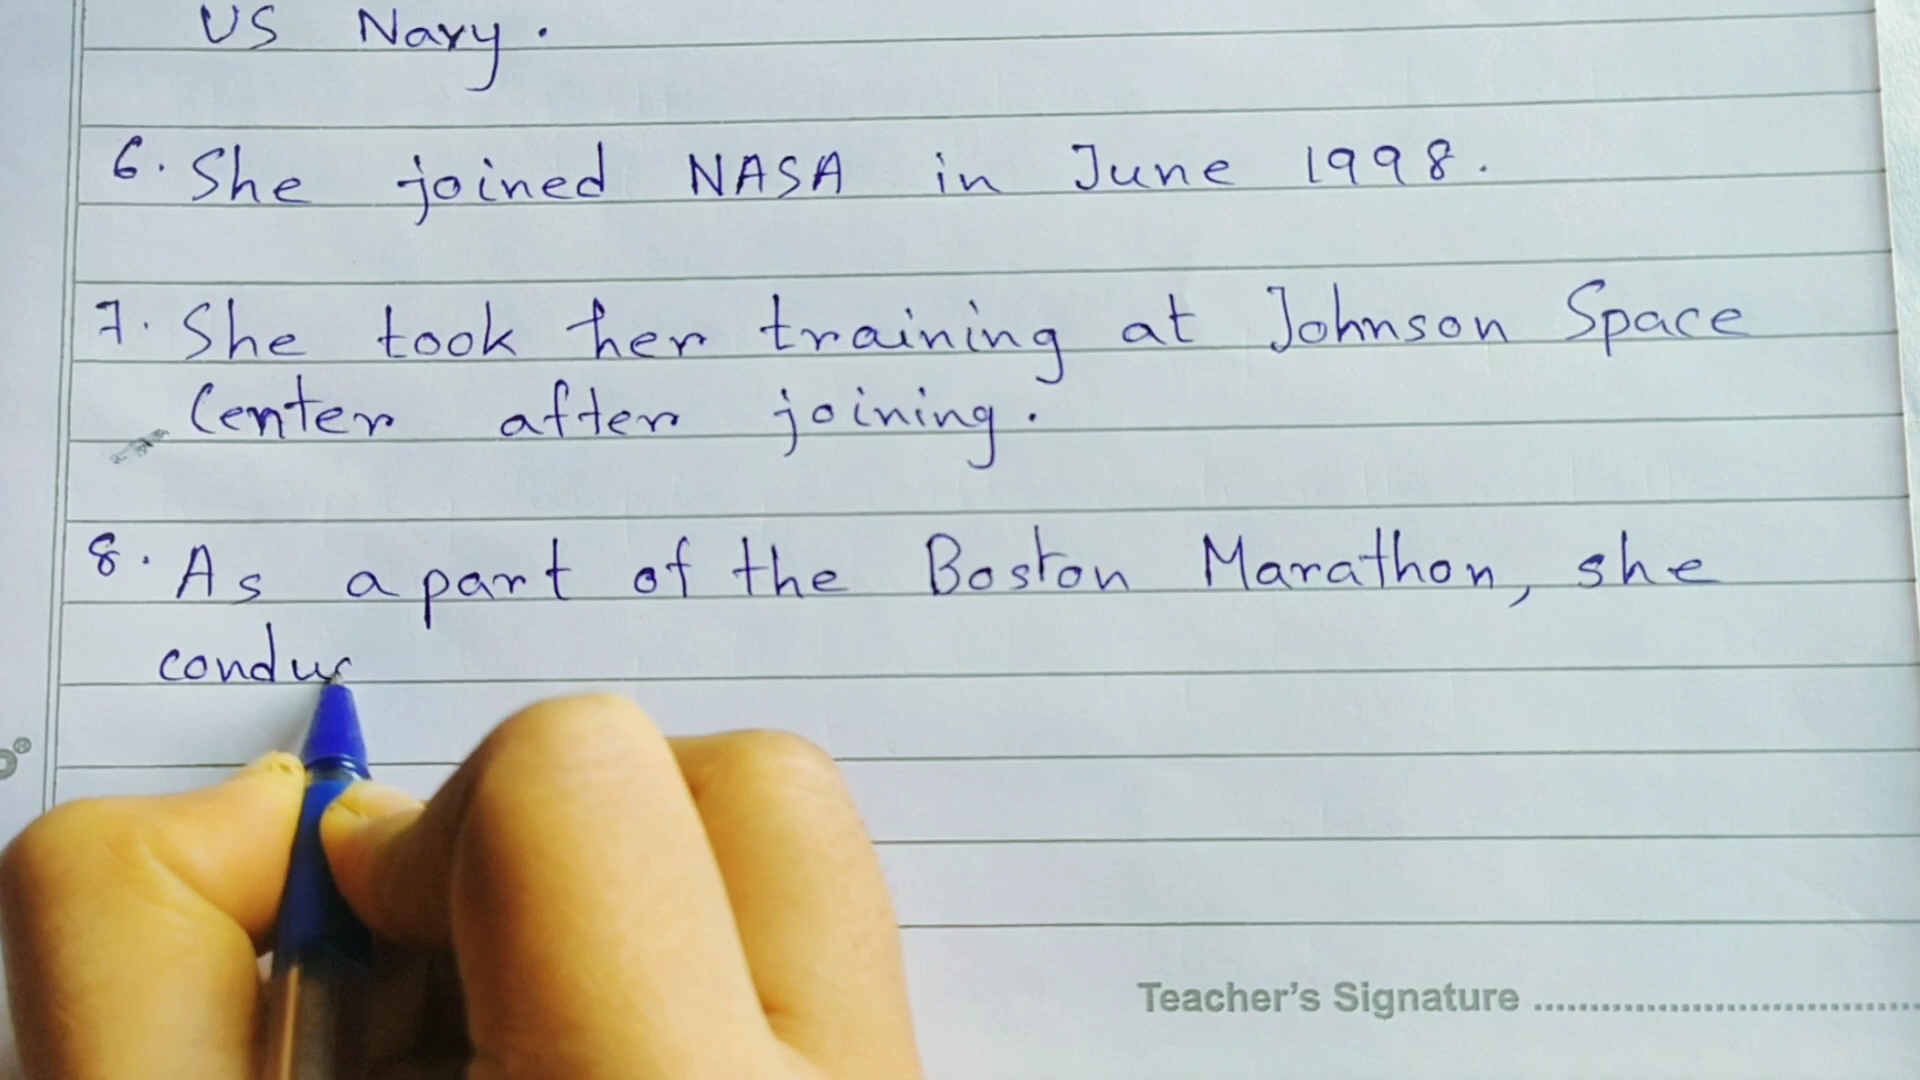 US Navy.
6. She joined NASA in June 1998.
7. She took her training at Johnson Space
Center after joining.
8. As a part of the Boston Marathon, she
conduc
Teacher's Signature ................................